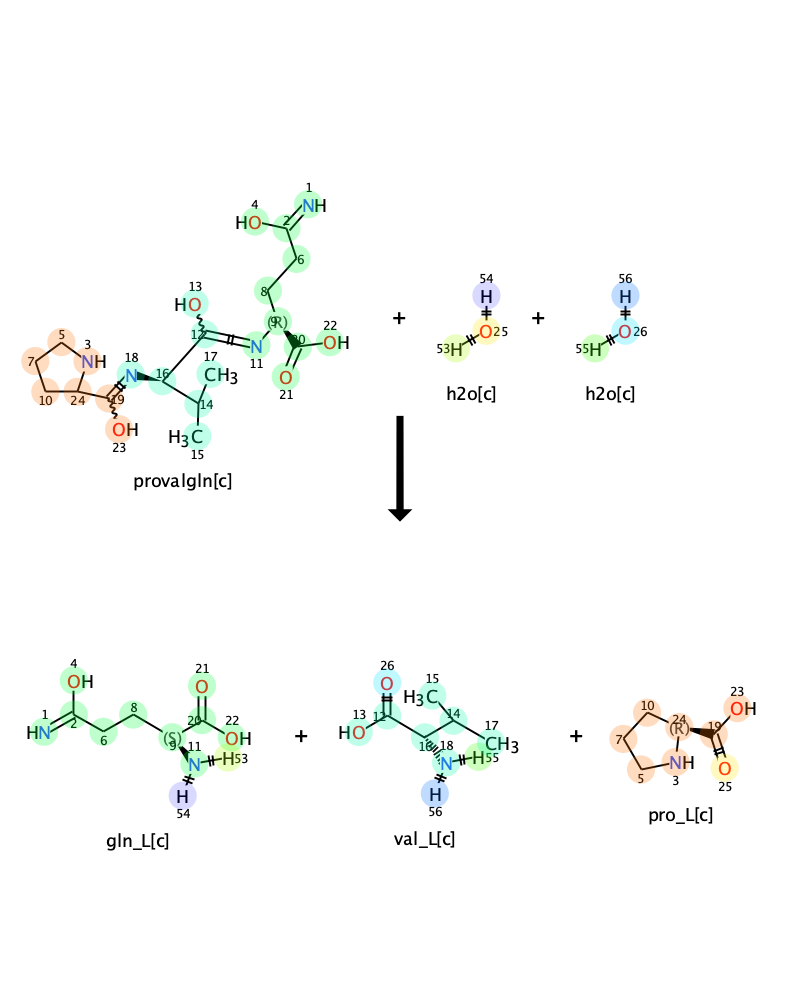 1
4
NH
HO
2
6
13
8
HO
(R)
9
12
22
20
OH
5
3
17
11
7
NH
18
N
16
CH3
N
O
21
10
24
19
14
OH
23
H3C
15
provalgln[c]
+
54
H
O 25
53 H
h2o[c]
+
56
H
O 26
55 H
h2o[c]
4
OH
21
O
1
8
20
22
HN
2
6
(S)
9
11
OH
N
H 53
H
54
gln_L[c]
+
26
O
15
H3C
13
12
14
17
HO
16
18
CH3
N
H 55
H
56
val_L[c]
+
10
24
23
OH
7
(R)
19
NH
O
5
3
25
pro_L[c]